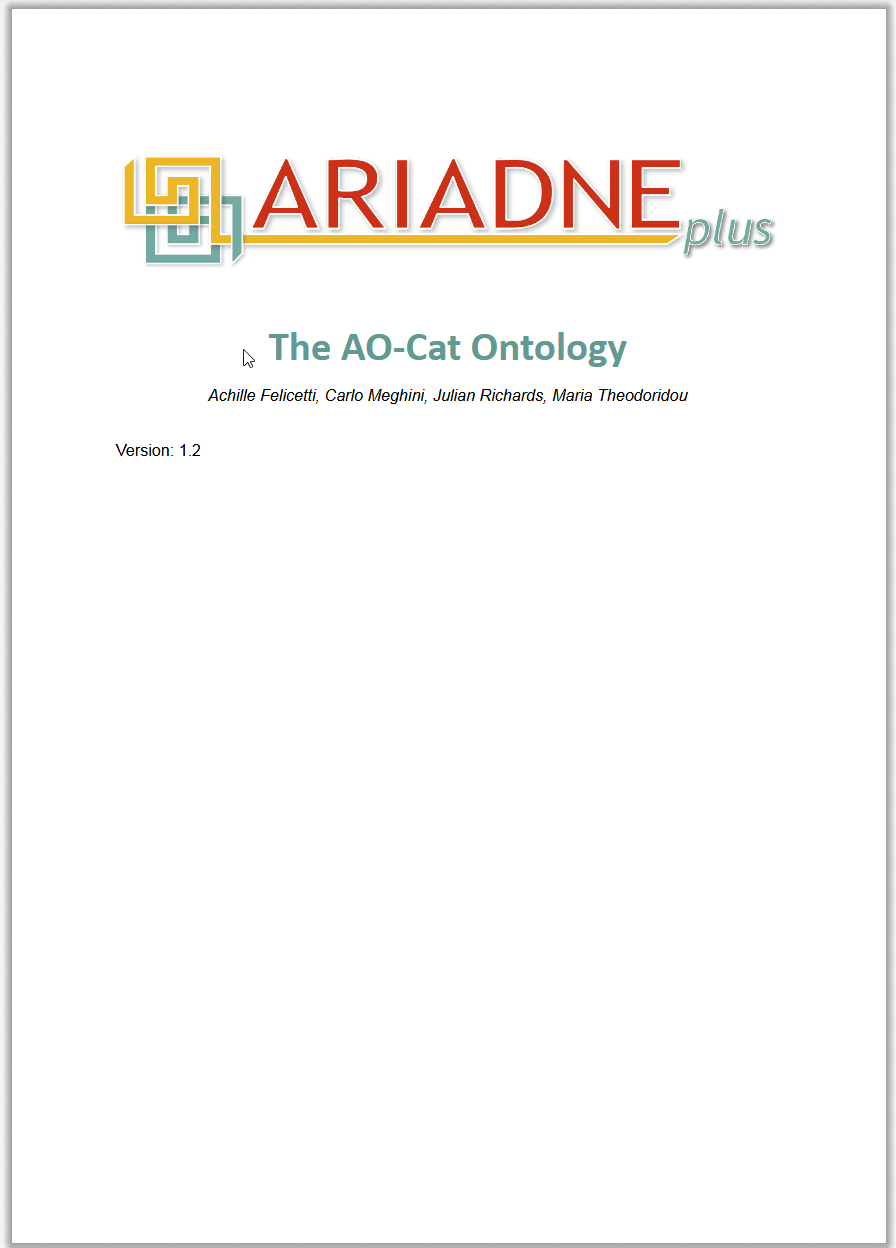 ARIADNE
plus
The AO-Cat Ontology
Achille Felicetti, Carlo Meghini, Julian Richards, Maria Theodoridou
Version: 1.2